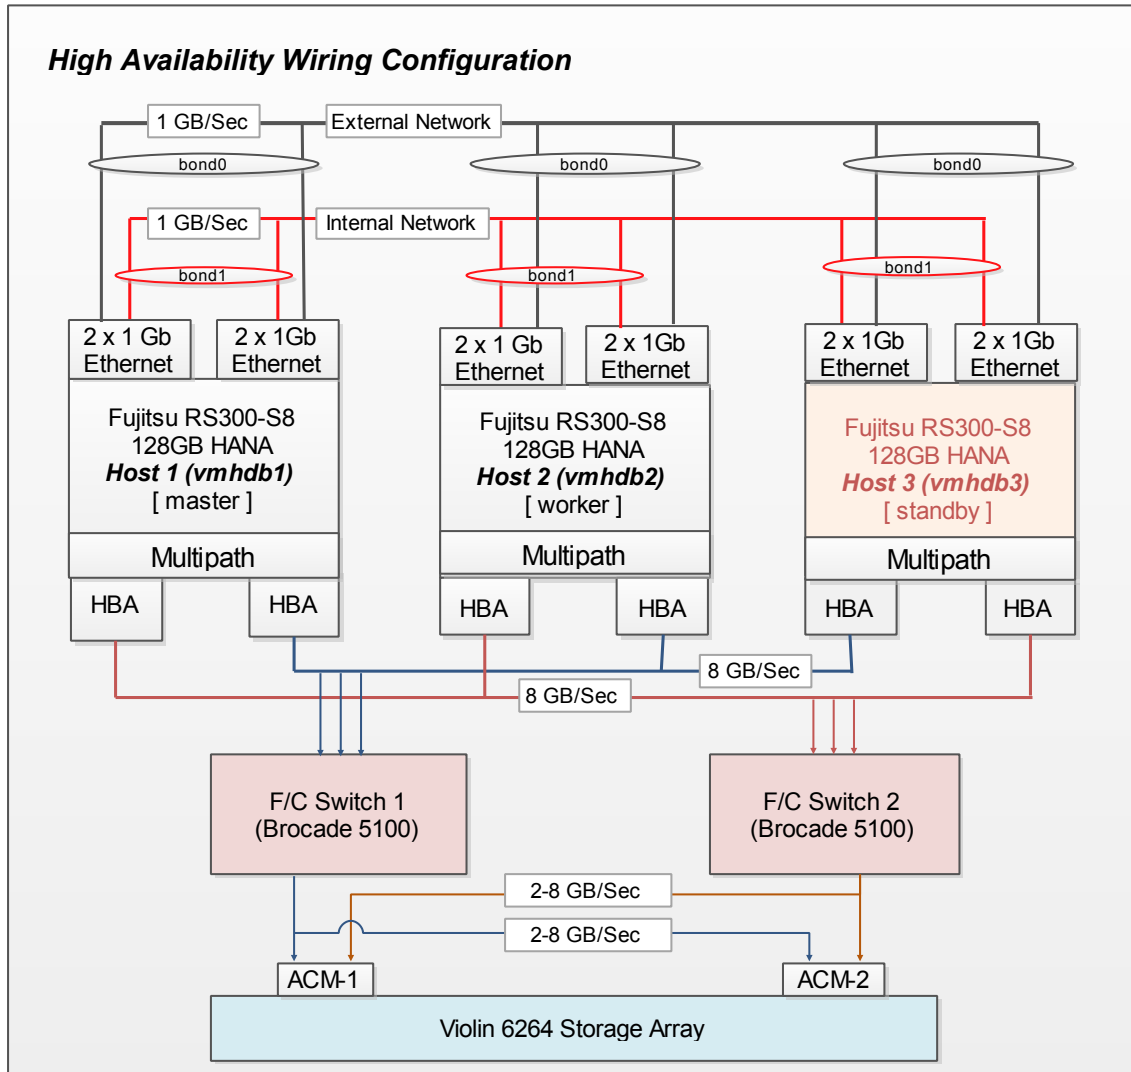 High Availability Wiring Configuration
1 GB/Sec
External Network
bond0
bond0
bond0
1 GB/Sec
Internal Network
bond1
bond1
bond1
2 x 1 Gb
Ethernet
2 x 1Gb
Ethernet
2 x 1 Gb
Ethernet
2 x 1Gb
Ethernet
2 x 1Gb
Ethernet
2 x 1Gb
Ethernet
Fujitsu RS300-S8
128GB HANA
Host 1 (vmhdb1)
[ master ]
Fujitsu RS300-S8
128GB HANA
Host 2 (vmhdb2)
[ worker ]
Fujitsu RS300-S8
128GB HANA
Host 3 (vmhdb3)
[ standby ]
Multipath
Multipath
Multipath
HBA
HBA
HBA
HBA
HBA
HBA
8 GB/Sec
8 GB/Sec
F/C Switch 1
(Brocade 5100)
F/C Switch 2
(Brocade 5100)
2-8 GB/Sec
2-8 GB/Sec
ACM-1
ACM-2
Violin 6264 Storage Array